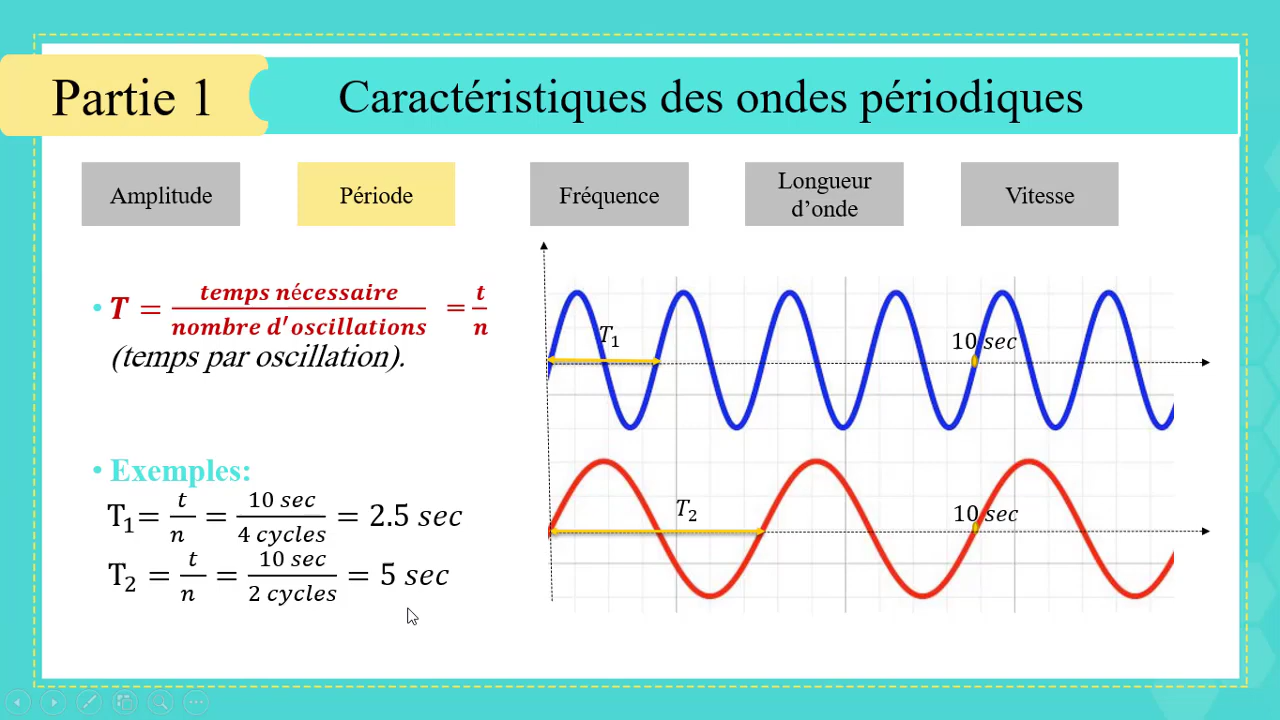 Partie 1
Caractéristiques des ondes périodiques
Amplitude
Période
Fréquence
Longueur
d’onde
Vitesse
• T = temps nécessaire / nombre d′oscillations = t/n
(temps par oscillation).
• Exemples:
T₁= t/n = 10 sec / 4 cycles = 2.5 sec
T₂ = t/n = 10 sec / 2 cycles = 5 sec
T₁
10 sec
T₂
10 sec